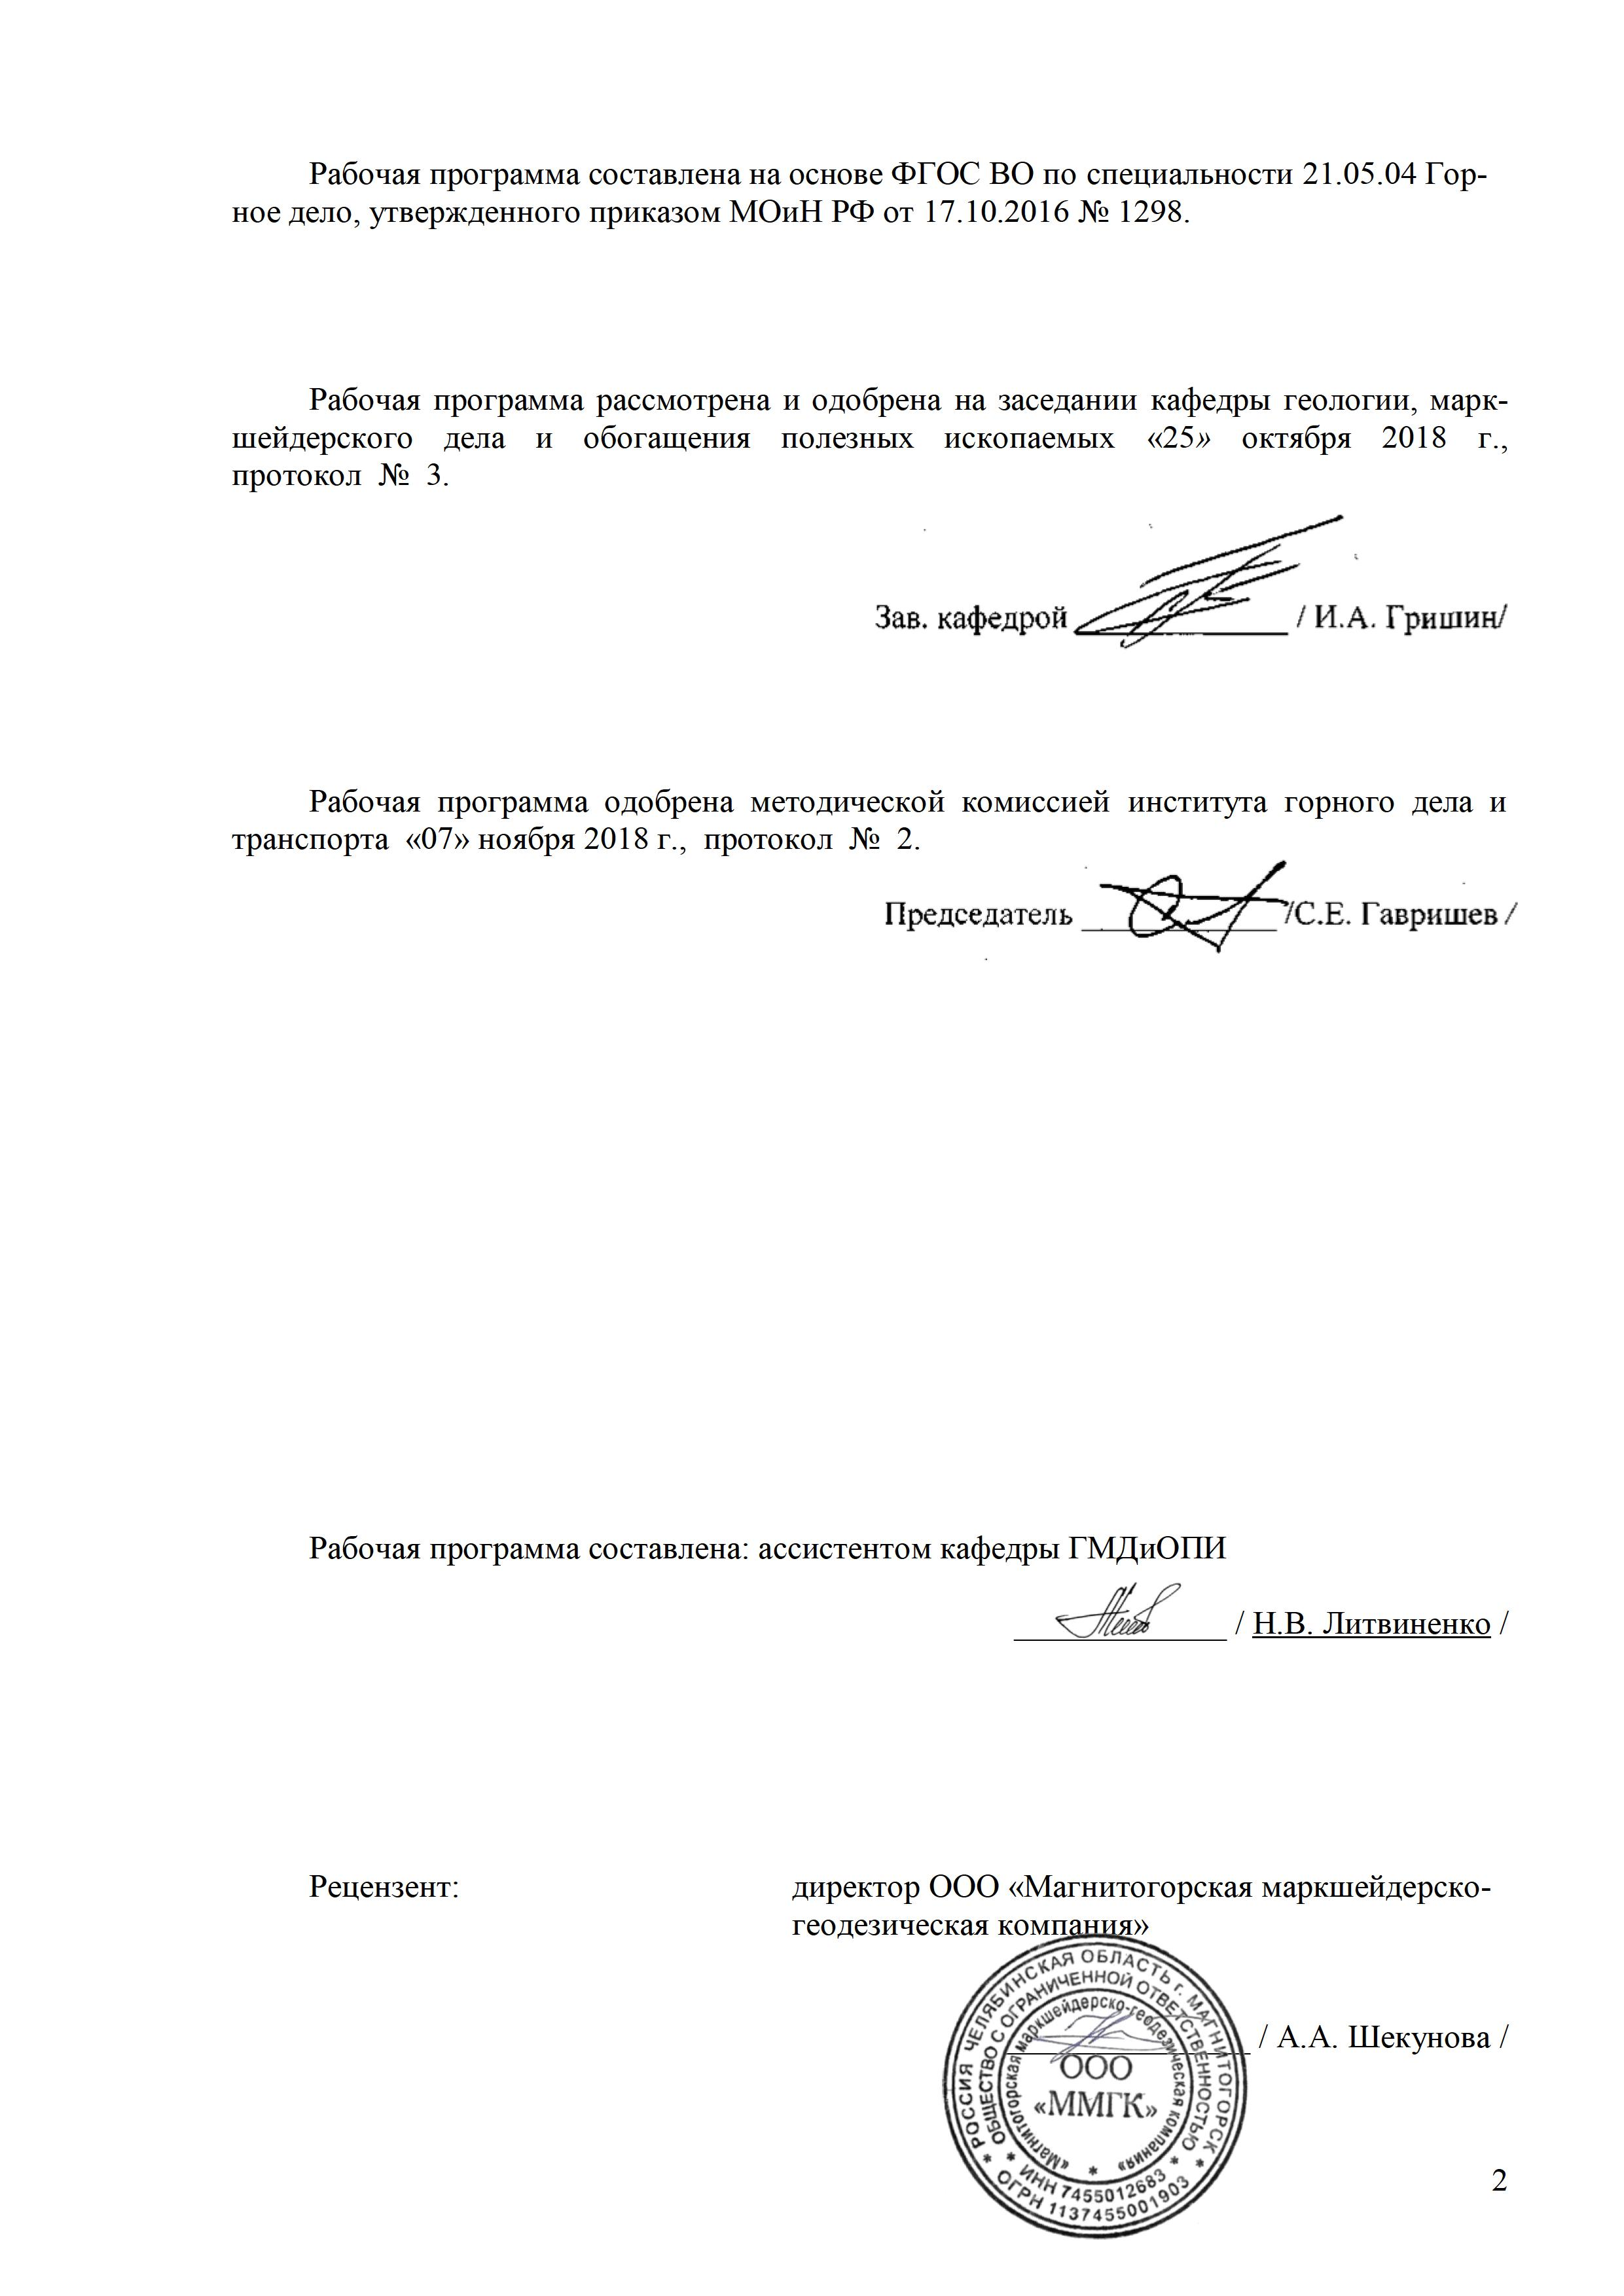 Рабочая программа составлена на основе ФГОС ВО по специальности 21.05.04 Гор-
ное дело, утвержденного приказом МОиН РФ от 17.10.2016 № 1298.
Рабочая программа рассмотрена и одобрена на заседании кафедры геологии, марк-
шейдерского дела и обогащения полезных ископаемых «25» октября 2018 г.,
протокол № 3.
Зав. кафедрой / И.А. Гришин/
Рабочая программа одобрена методической комиссией института горного дела и
транспорта «07» ноября 2018 г., протокол № 2.
Председатель /С.Е. Гавришев /
Рабочая программа составлена: ассистентом кафедры ГМДиОПИ
/ Н.В. Литвиненко /
Рецензент: директор ООО «Магнитогорская маркшейдерско-
геодезическая компания»
/ А.А. Шекунова /
РОССИЯ ЧЕЛЯБИНСКАЯ ОБЛАСТЬ г. МАГНИТОГОРСК
ОБЩЕСТВО С ОГРАНИЧЕННОЙ ОТВЕТСТВЕННОСТЬЮ
«Магнитогорская маркшейдерско-геодезическая компания»
ООО
«ММГК»
* ИНН 7455012683 *
* ОГРН 1137455001903 *
2